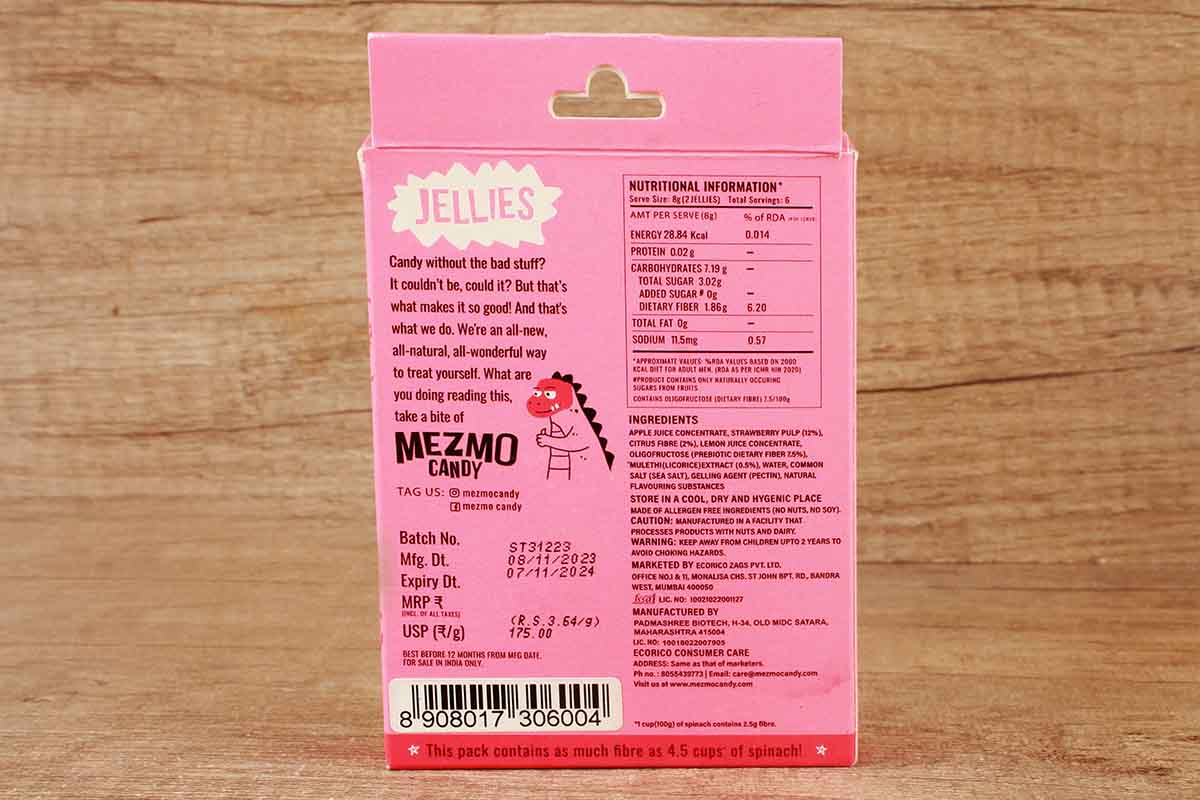 JELLIES
Candy without the bad stuff?
It couldn't be, could it? But that's
what makes it so good! And that's
what we do. We're an all-new,
all-natural, all-wonderful way
to treat yourself. What are
you doing reading this,
take a bite of
MEZMO
CANDY
TAG US: mezmocandy
mezmo candy
Batch No. ST31223
Mfg. Dt. 08/11/2023
Expiry Dt. 07/11/2024
MRP ₹
(INCL. OF ALL TAXES)
(R.S.3.64/g)
USP (₹/g) 175.00
BEST BEFORE 12 MONTHS FROM MFG DATE.
FOR SALE IN INDIA ONLY.
8 908017 306004
NUTRITIONAL INFORMATION*
Serve Size: 8g (2 JELLIES) Total Servings: 6
AMT PER SERVE (8g) % of RDA
ENERGY 28.84 Kcal 0.014
PROTEIN 0.02 g –
CARBOHYDRATES 7.19 g –
TOTAL SUGAR 3.02g
ADDED SUGAR # 0g –
DIETARY FIBER 1.86g 6.20
TOTAL FAT 0g –
SODIUM 11.5mg 0.57
*APPROXIMATE VALUES: %RDA VALUES BASED ON 2000
KCAL DIET FOR ADULT MEN. (RDA AS PER ICMR NIN 2020)
#PRODUCT CONTAINS ONLY NATURALLY OCCURING
SUGARS FROM FRUITS
CONTAINS OLIGOFRUCTOSE (DIETARY FIBRE) 7.5/100g
INGREDIENTS
APPLE JUICE CONCENTRATE, STRAWBERRY PULP (12%),
CITRUS FIBRE (2%), LEMON JUICE CONCENTRATE,
OLIGOFRUCTOSE (PREBIOTIC DIETARY FIBER 7.5%),
*MULETHI(LICORICE)EXTRACT (0.5%), WATER, COMMON
SALT (SEA SALT), GELLING AGENT (PECTIN), NATURAL
FLAVOURING SUBSTANCES
STORE IN A COOL, DRY AND HYGENIC PLACE
MADE OF ALLERGEN FREE INGREDIENTS (NO NUTS, NO SOY).
CAUTION: MANUFACTURED IN A FACILITY THAT
PROCESSES PRODUCTS WITH NUTS AND DAIRY.
WARNING: KEEP AWAY FROM CHILDREN UPTO 2 YEARS TO
AVOID CHOKING HAZARDS.
MARKETED BY ECORICO ZAGS PVT. LTD.
OFFICE NO.1 & 11, MONALISA CHS. ST JOHN BPT. RD., BANDRA
WEST, MUMBAI 400050
fssai LIC. NO: 10021022001127
MANUFACTURED BY
PADMASHREE BIOTECH, H-34, OLD MIDC SATARA,
MAHARASHTRA 415004
LIC. NO: 10018022007905
ECORICO CONSUMER CARE
ADDRESS: Same as that of marketers.
Ph no. : 8055439773 | Email: care@mezmocandy.com
Visit us at www.mezmocandy.com
*1 cup(100g) of spinach contains 2.5g fibre.
This pack contains as much fibre as 4.5 cups* of spinach!